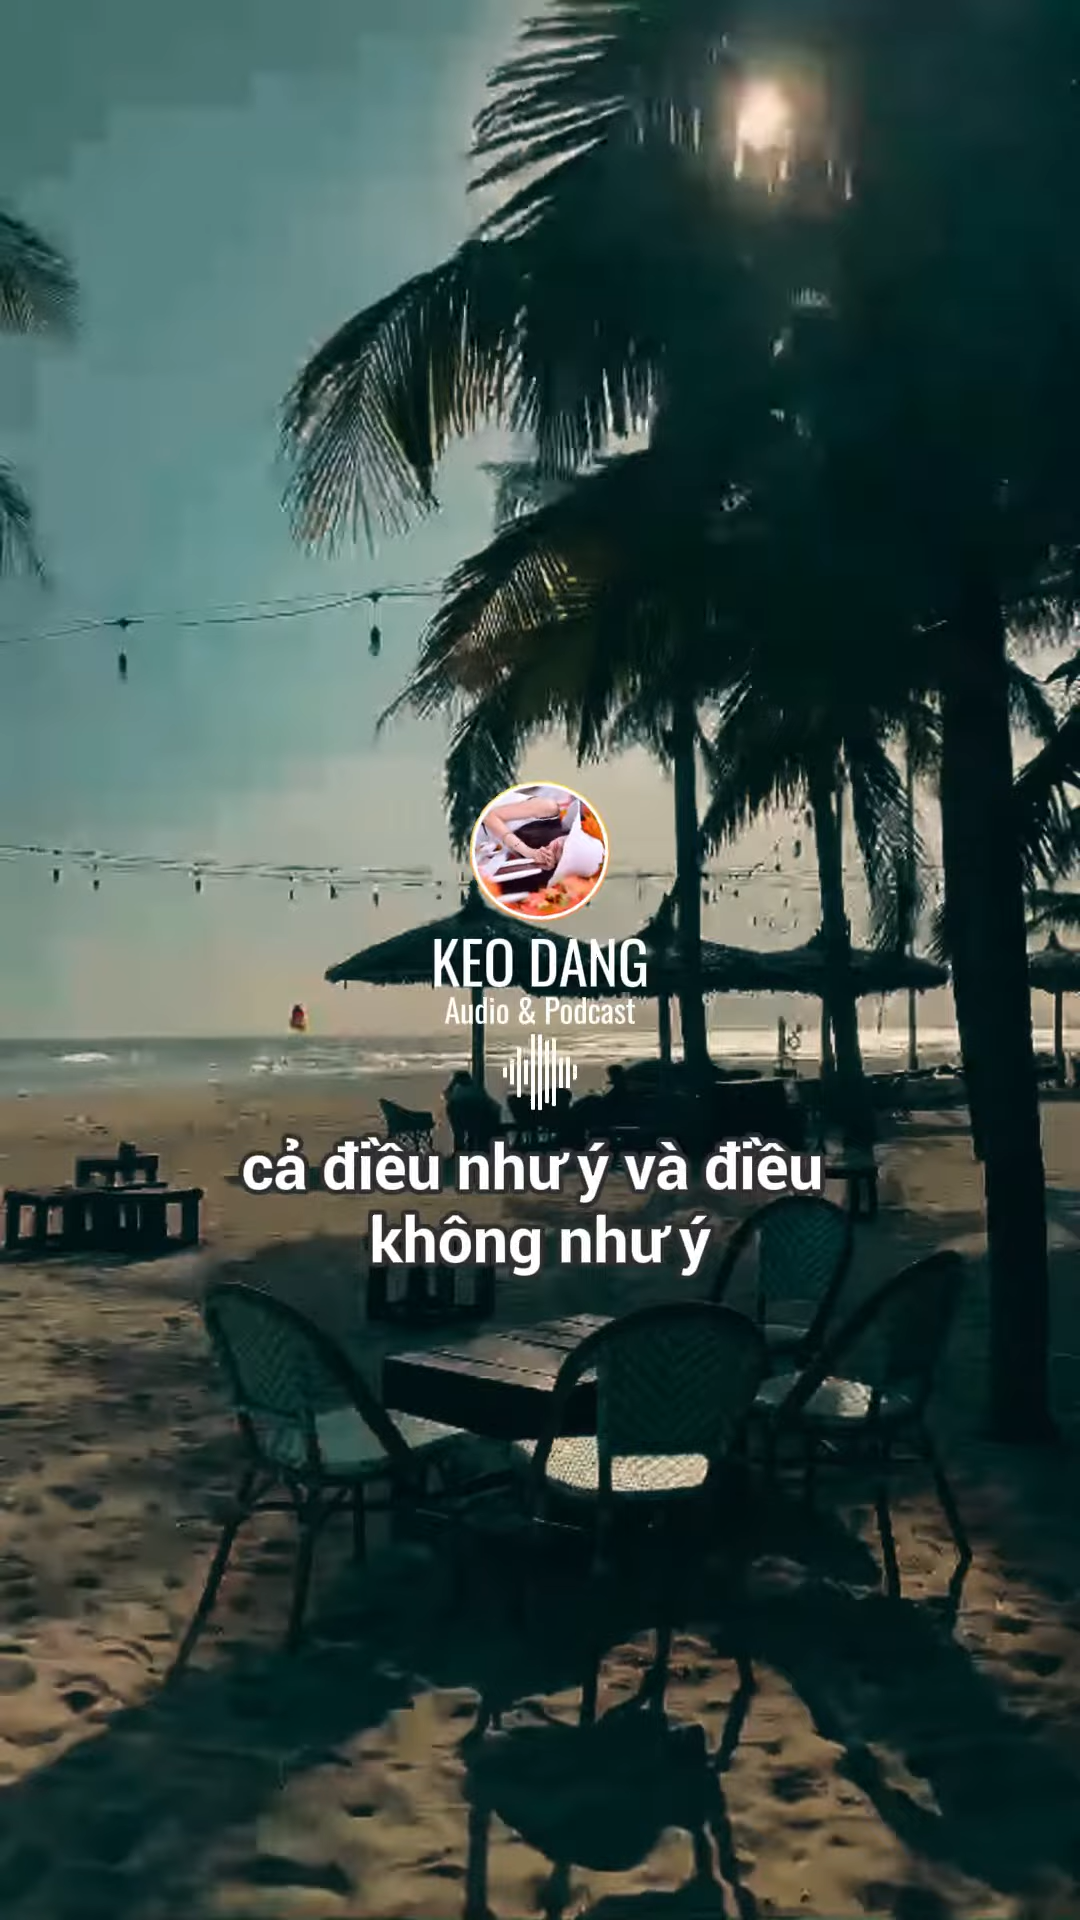 KEO DANG
Audio & Podcast
cả điều như ý và điều
không như ý